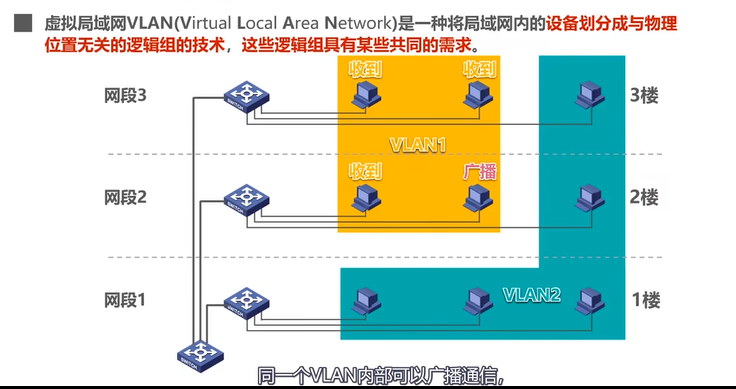 虚拟局域网VLAN(Virtual Local Area Network)是一种将局域网内的设备划分成与物理
位置无关的逻辑组的技术，这些逻辑组具有某些共同的需求。
收到 收到
网段3 SWITCH 3楼
VLAN1
收到 广播
网段2 SWITCH 2楼
网段1 SWITCH VLAN2 1楼
SWITCH
同一个VLAN内部可以广播通信，